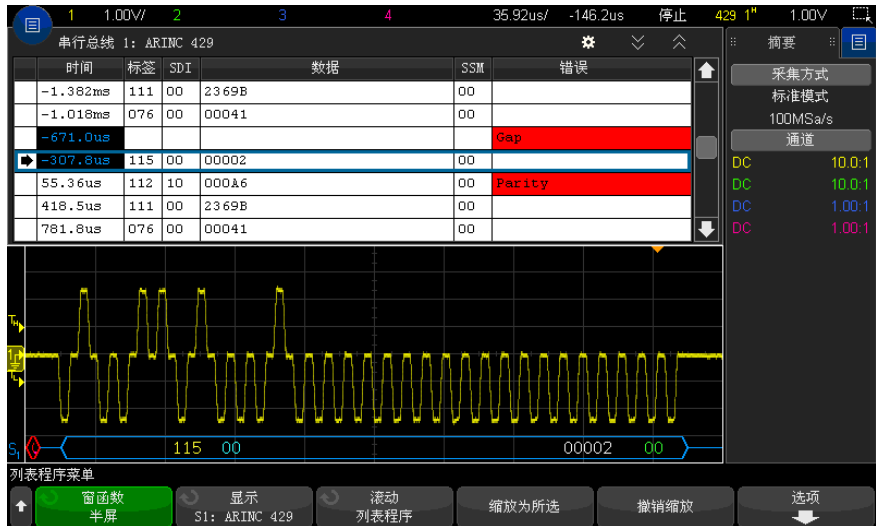 1 1.00V/ 2 3 4 35.92us/ -146.2us 停止 429 1" 1.00V
串行总线 1: ARINC 429
摘要
时间 标签 SDI 数据 SSM 错误
-1.382ms 111 00 2369B 00
-1.018ms 076 00 00041 00
-671.0us Gap
-307.8us 115 00 00002 00
55.36us 112 10 000A6 00 Parity
418.5us 111 00 2369B 00
781.8us 076 00 00041 00
采集方式
标准模式
100MSa/s
通道
DC 10.0:1
DC 10.0:1
DC 1.00:1
DC 1.00:1
TH
1
TL
S1 115 00 00002 00
列表程序菜单
窗函数
半屏
显示
S1: ARINC 429
滚动
列表程序
缩放为所选
撤销缩放
选项